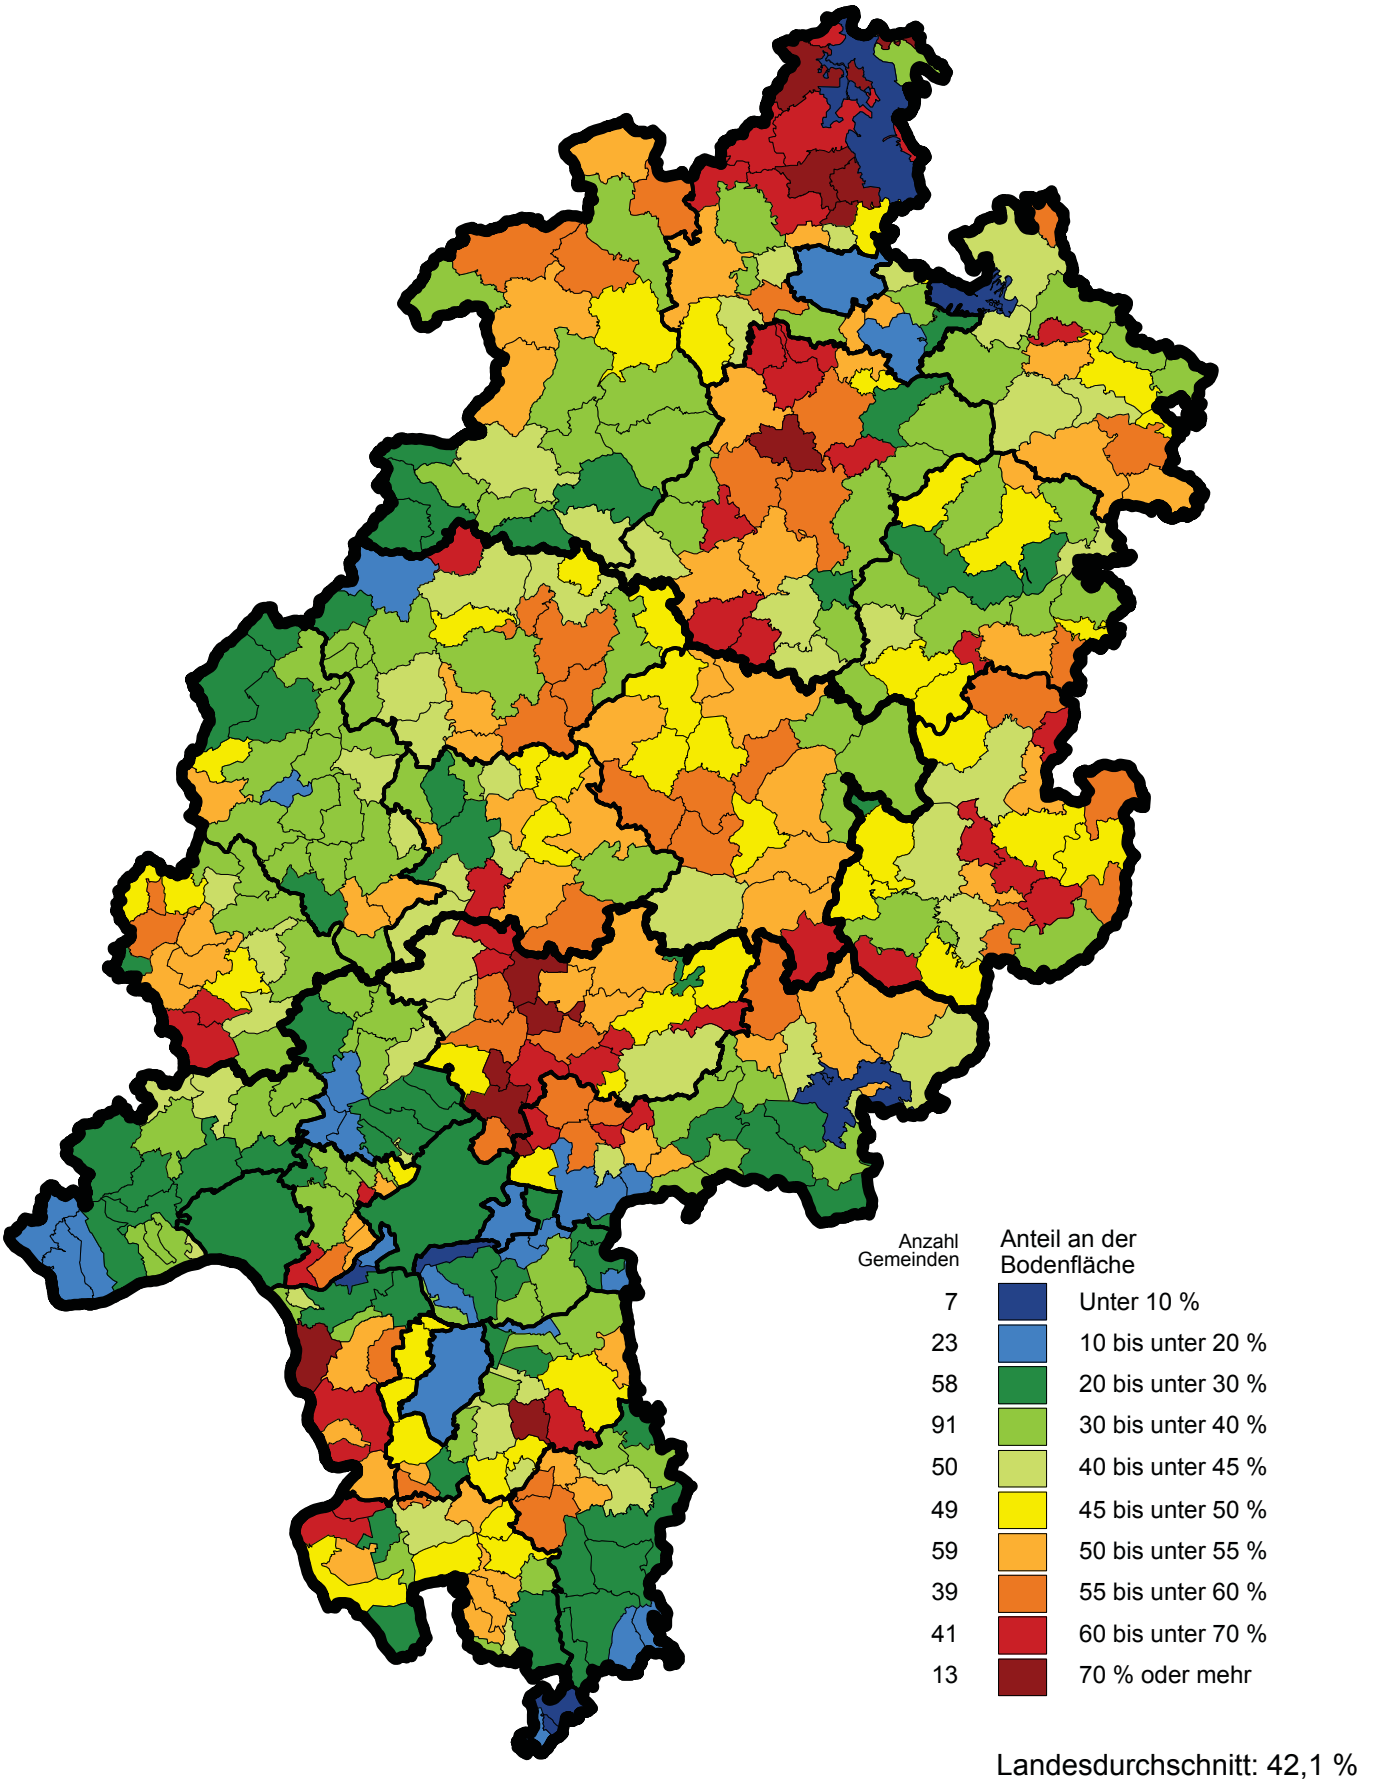 Anzahl
Gemeinden
Anteil an der
Bodenfläche
7 Unter 10 %
23 10 bis unter 20 %
58 20 bis unter 30 %
91 30 bis unter 40 %
50 40 bis unter 45 %
49 45 bis unter 50 %
59 50 bis unter 55 %
39 55 bis unter 60 %
41 60 bis unter 70 %
13 70 % oder mehr
Landesdurchschnitt: 42,1 %